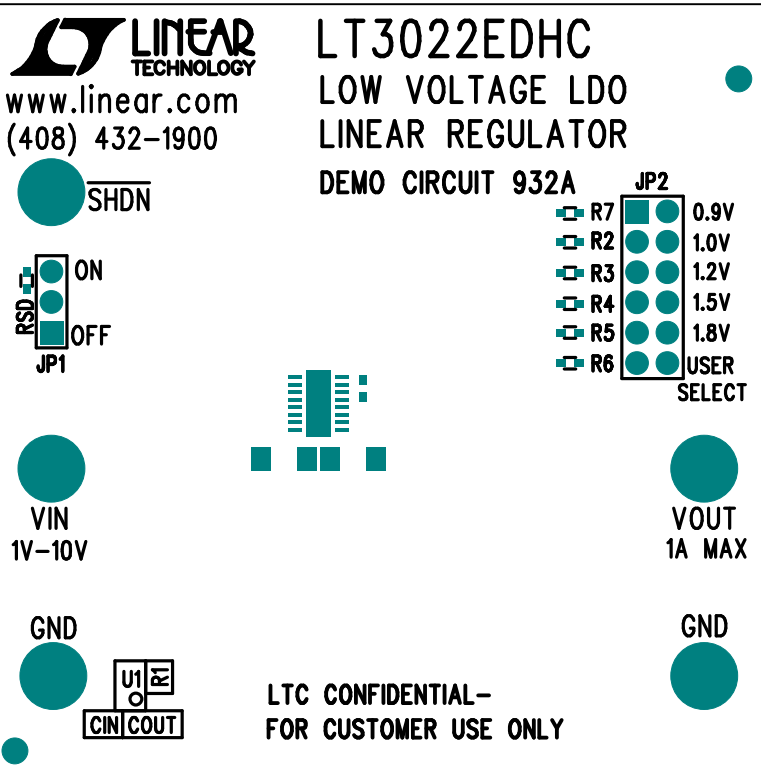 LINEAR
TECHNOLOGY
www.linear.com
(408) 432-1900
LT3022EDHC
LOW VOLTAGE LDO
LINEAR REGULATOR
DEMO CIRCUIT 932A
SHDN
JP2
R7 0.9V
R2 1.0V
R3 1.2V
R4 1.5V
R5 1.8V
R6 USER
SELECT
ON
RSD
OFF
JP1
VIN
1V-10V
VOUT
1A MAX
GND
GND
U1 R1
CIN COUT
LTC CONFIDENTIAL-
FOR CUSTOMER USE ONLY